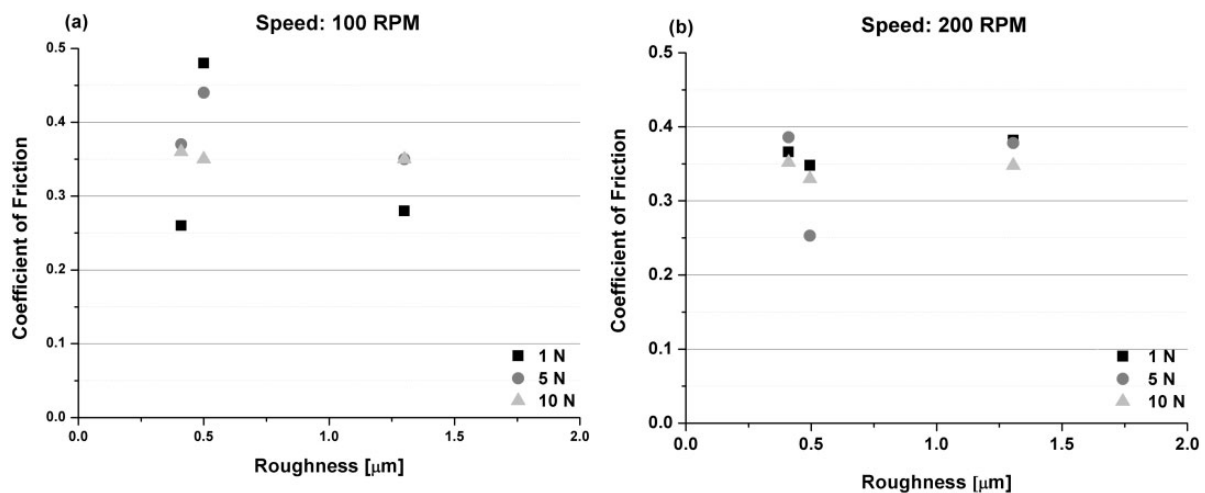 (a) Speed: 100 RPM
0.5
0.4
0.3
0.2
0.1
0.0
Coefficient of Friction
1 N
5 N
10 N
0.0 0.5 1.0 1.5 2.0
Roughness [μm]
(b) Speed: 200 RPM
0.5
0.4
0.3
0.2
0.1
0.0
Coefficient of Friction
1 N
5 N
10 N
0.0 0.5 1.0 1.5 2.0
Roughness [μm]